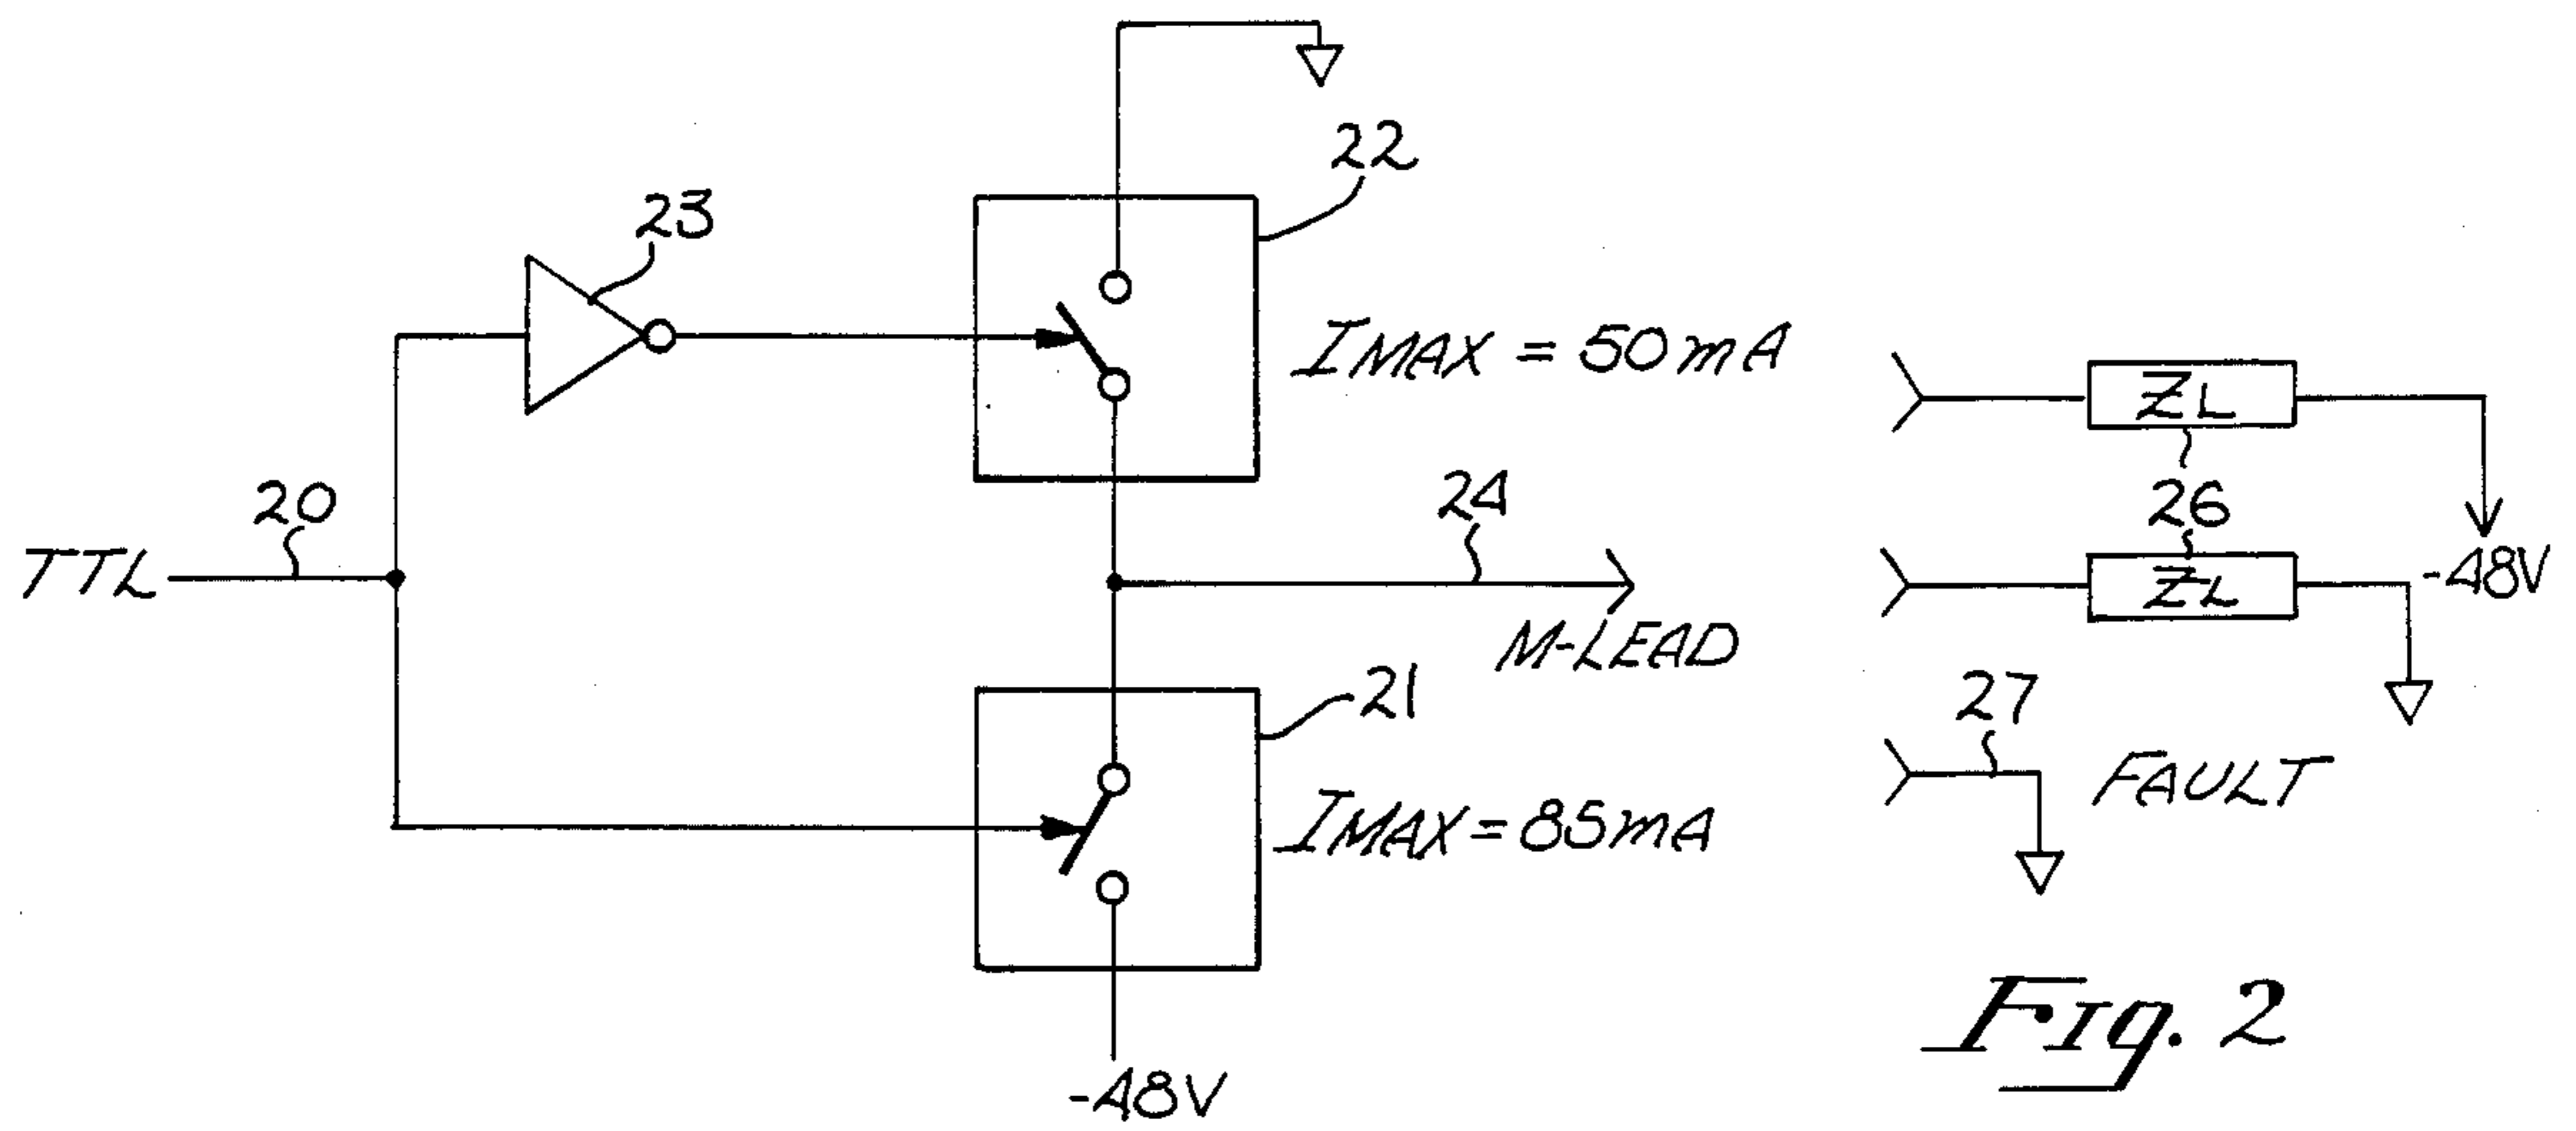 22
23
IMAX = 50mA
ZL
20
TTL
24
26
-48V
ZL
M-LEAD
21
27
FAULT
IMAX = 85mA
-48V
Fig. 2